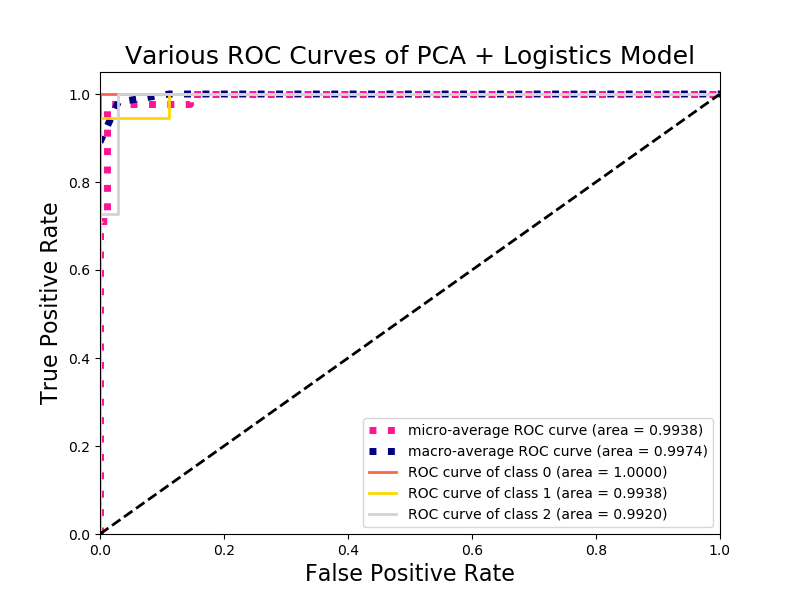 Various ROC Curves of PCA + Logistics Model
True Positive Rate
1.0
0.8
0.6
0.4
0.2
0.0
micro-average ROC curve (area = 0.9938)
macro-average ROC curve (area = 0.9974)
ROC curve of class 0 (area = 1.0000)
ROC curve of class 1 (area = 0.9938)
ROC curve of class 2 (area = 0.9920)
0.0 0.2 0.4 0.6 0.8 1.0
False Positive Rate